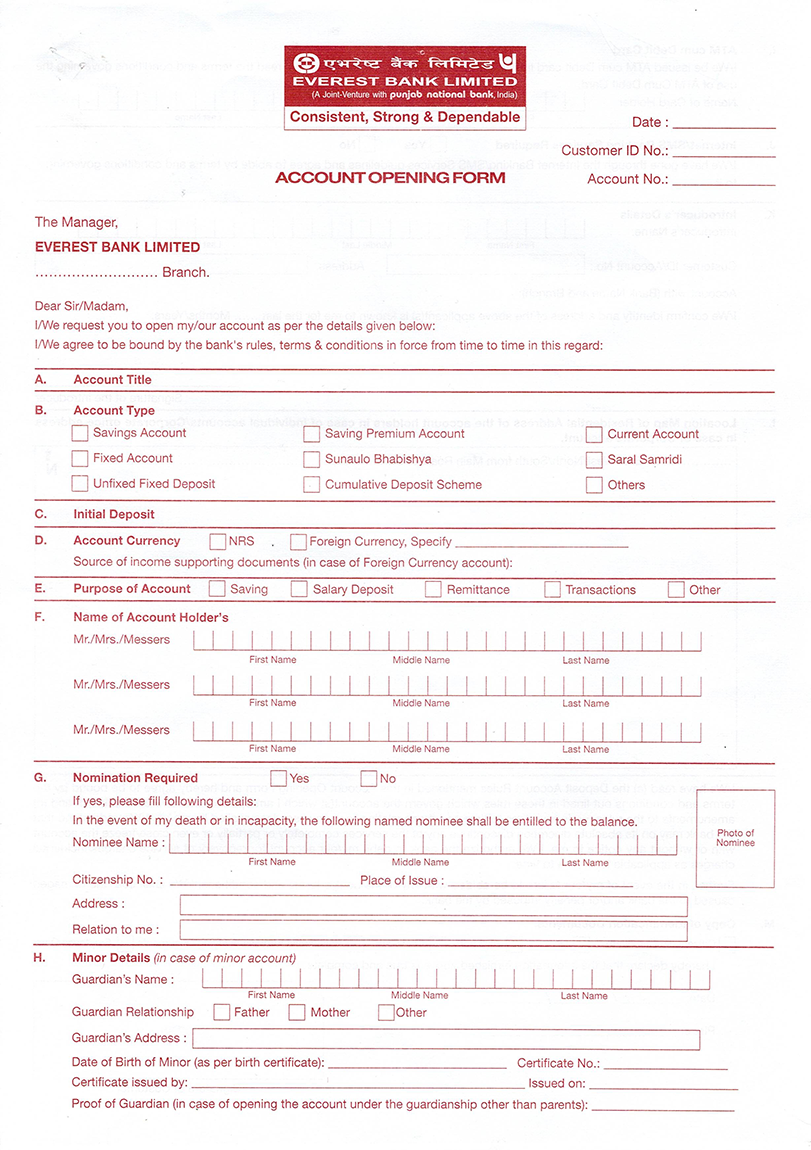 एभरेष्ट बैंक लिमिटेड
EVEREST BANK LIMITED
(A Joint-Venture with punjab national bank, India)
Consistent, Strong & Dependable
Date :
Customer ID No.:
ACCOUNT OPENING FORM
Account No.:
The Manager,
EVEREST BANK LIMITED
........................... Branch.
Dear Sir/Madam,
I/We request you to open my/our account as per the details given below:
I/We agree to be bound by the bank's rules, terms & conditions in force from time to time in this regard:
A. Account Title
B. Account Type
Savings Account Saving Premium Account Current Account
Fixed Account Sunaulo Bhabishya Saral Samridi
Unfixed Fixed Deposit Cumulative Deposit Scheme Others
C. Initial Deposit
D. Account Currency NRS . Foreign Currency, Specify
Source of income supporting documents (in case of Foreign Currency account):
E. Purpose of Account Saving Salary Deposit Remittance Transactions Other
F. Name of Account Holder's
Mr./Mrs./Messers
First Name Middle Name Last Name
Mr./Mrs./Messers
First Name Middle Name Last Name
Mr./Mrs./Messers
First Name Middle Name Last Name
G. Nomination Required Yes No
If yes, please fill following details:
In the event of my death or in incapacity, the following named nominee shall be entilled to the balance.
Photo of
Nominee
Nominee Name :
First Name Middle Name Last Name
Citizenship No. : Place of Issue :
Address :
Relation to me :
H. Minor Details (in case of minor account)
Guardian's Name :
First Name Middle Name Last Name
Guardian Relationship Father Mother Other
Guardian's Address :
Date of Birth of Minor (as per birth certificate): Certificate No.:
Certificate issued by: Issued on:
Proof of Guardian (in case of opening the account under the guardianship other than parents):